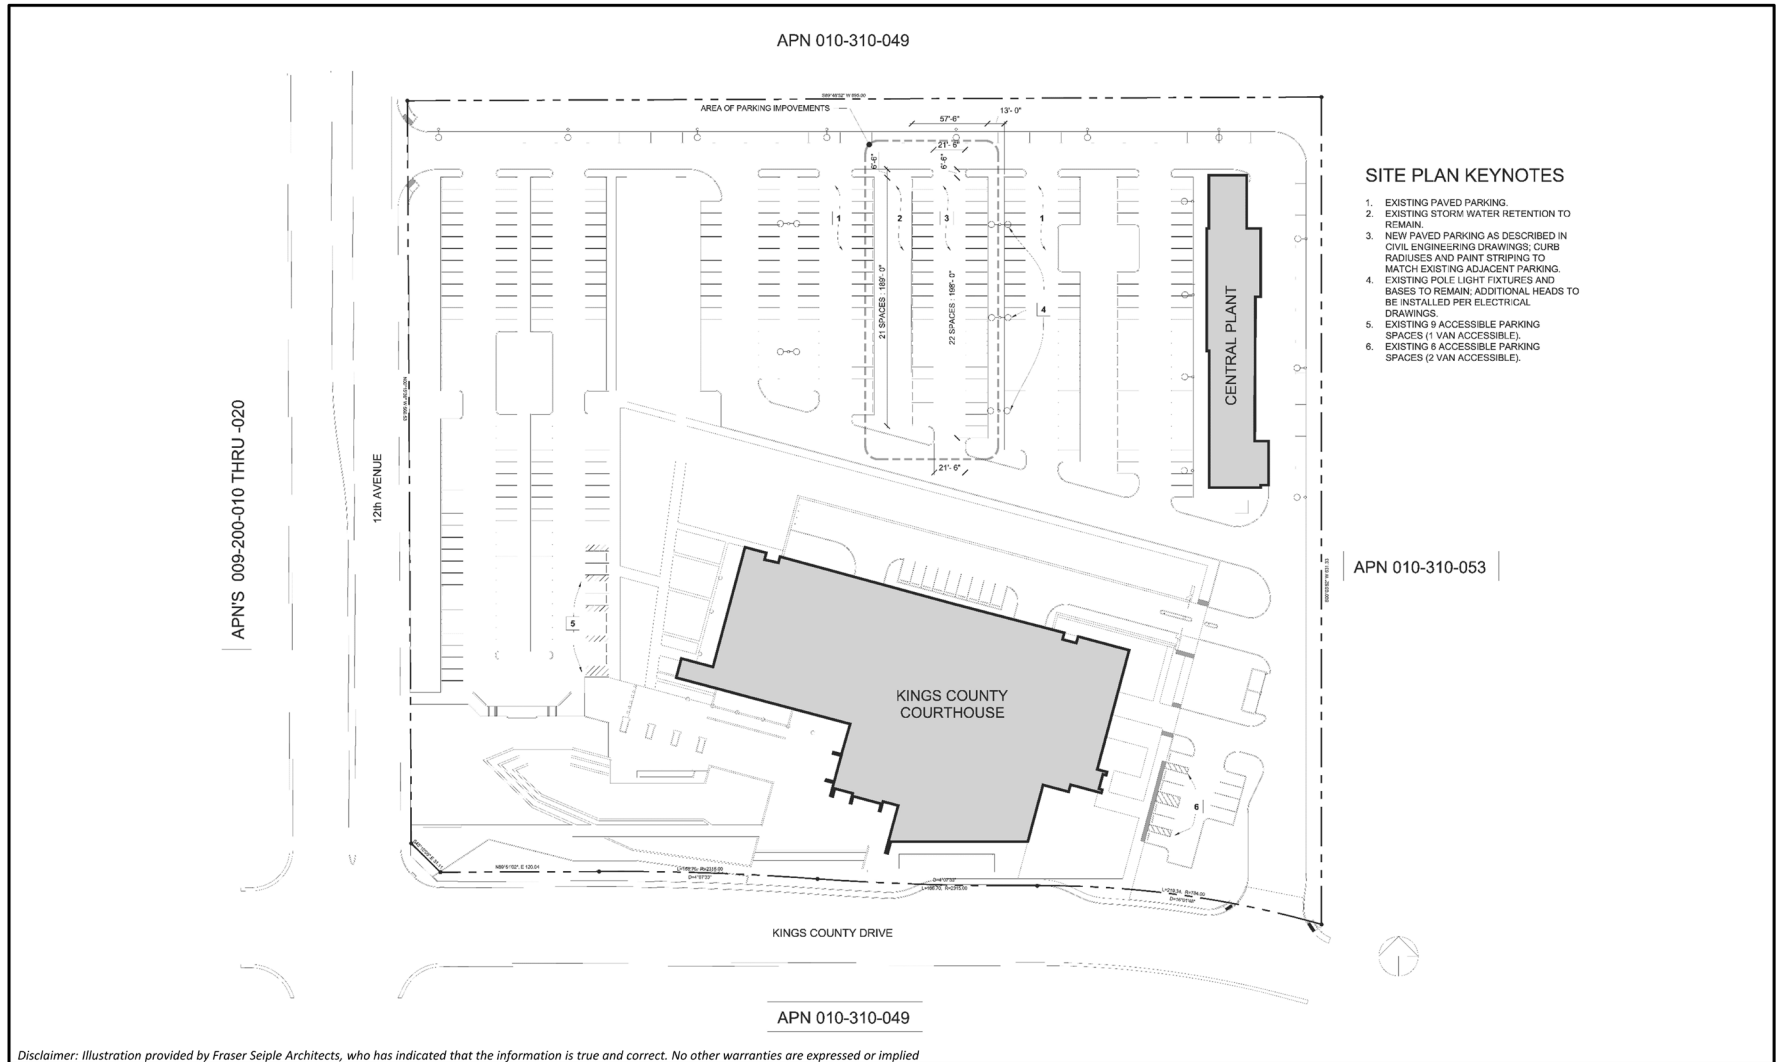 APN 010-310-049
AREA OF PARKING IMPOVEMENTS
57'-6"
13'- 0"
21'- 6"
6'-6"
6'-6"
1
2
3
1
21 SPACES : 189'- 0"
22 SPACES : 198'- 0"
4
21'- 6"
CENTRAL PLANT
SITE PLAN KEYNOTES
1. EXISTING PAVED PARKING.
2. EXISTING STORM WATER RETENTION TO
REMAIN.
3. NEW PAVED PARKING AS DESCRIBED IN
CIVIL ENGINEERING DRAWINGS; CURB
RADIUSES AND PAINT STRIPING TO
MATCH EXISTING ADJACENT PARKING.
4. EXISTING POLE LIGHT FIXTURES AND
BASES TO REMAIN; ADDITIONAL HEADS TO
BE INSTALLED PER ELECTRICAL
DRAWINGS.
5. EXISTING 9 ACCESSIBLE PARKING
SPACES (1 VAN ACCESSIBLE).
6. EXISTING 6 ACCESSIBLE PARKING
SPACES (2 VAN ACCESSIBLE).
APN'S 009-200-010 THRU -020
12th AVENUE
APN 010-310-053
5
KINGS COUNTY
COURTHOUSE
6
KINGS COUNTY DRIVE
APN 010-310-049
Disclaimer: Illustration provided by Fraser Seiple Architects, who has indicated that the information is true and correct. No other warranties are expressed or implied